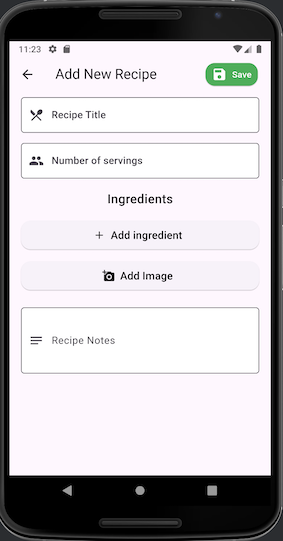 11:23
Add New Recipe
Save
Recipe Title
Number of servings
Ingredients
+ Add ingredient
Add Image
Recipe Notes